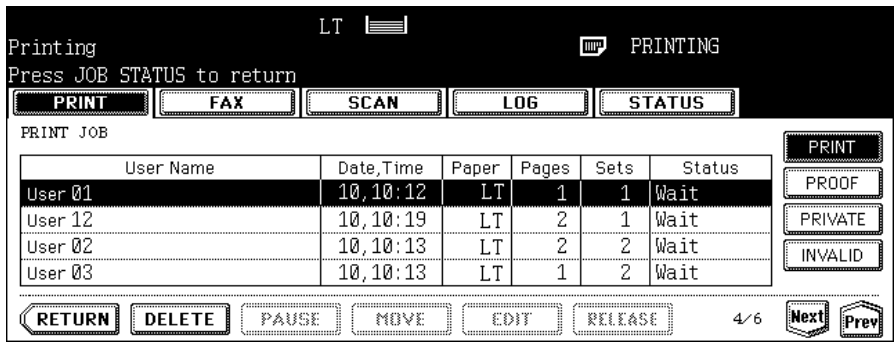 LT
Printing PRINTING
Press JOB STATUS to return
PRINT FAX SCAN LOG STATUS
PRINT JOB
PRINT
User Name Date,Time Paper Pages Sets Status
PROOF
User 01 10,10:12 LT 1 1 Wait
User 12 10,10:19 LT 2 1 Wait
PRIVATE
User 02 10,10:13 LT 2 2 Wait
INVALID
User 03 10,10:13 LT 1 2 Wait
RETURN DELETE PAUSE MOVE EDIT RELEASE 4/6 Next Prev